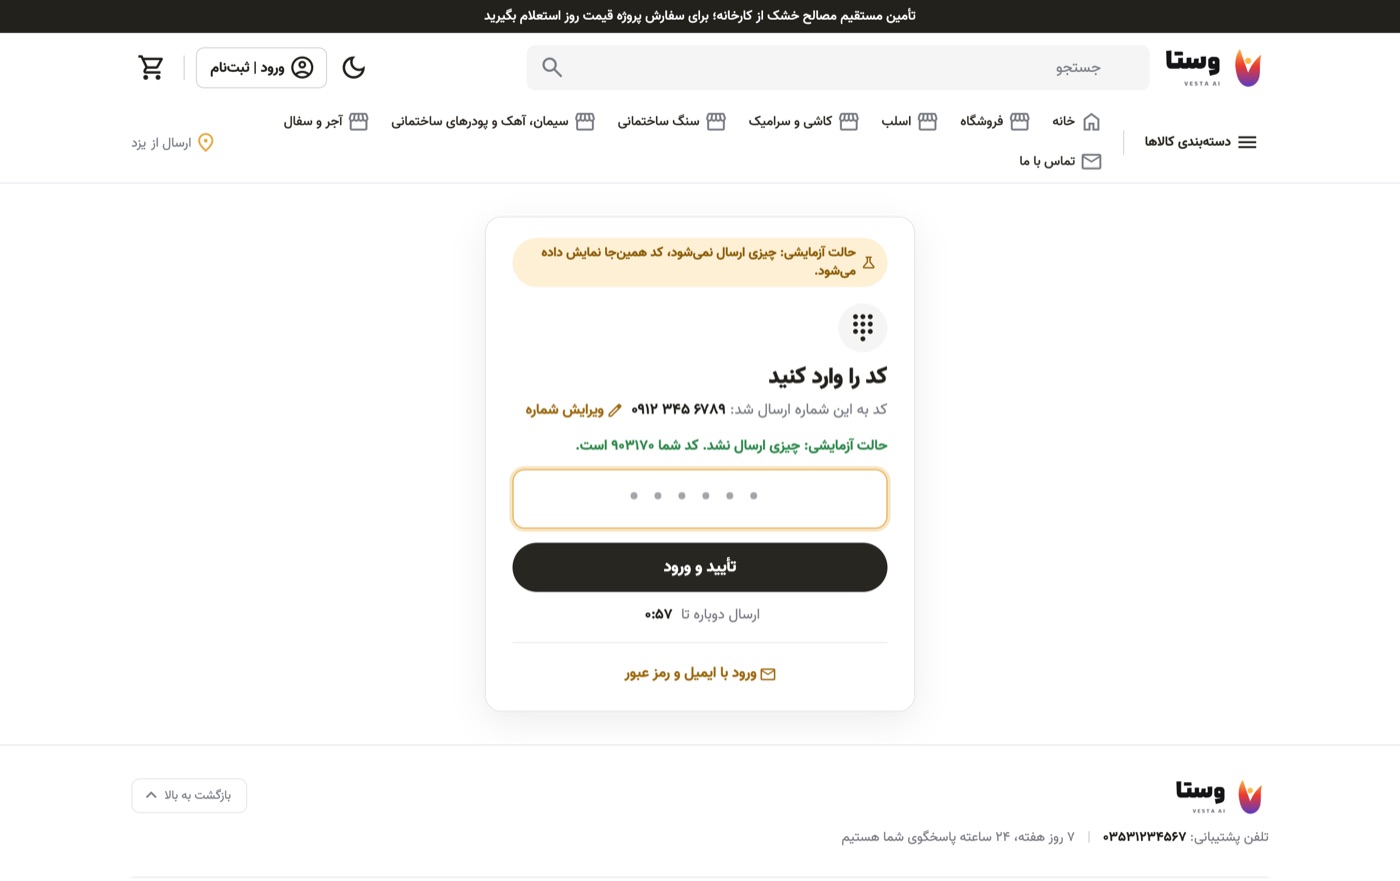 تأمین مستقیم مصالح خشک از کارخانه؛ برای سفارش پروژه قیمت روز استعلام بگیرید
وستا
VESTA AI
جستجو
ورود | ثبت‌نام
دسته‌بندی کالاها
خانه
فروشگاه
اسلب
کاشی و سرامیک
سنگ ساختمانی
سیمان، آهک و پودرهای ساختمانی
آجر و سفال
تماس با ما
ارسال از یزد
حالت آزمایشی: چیزی ارسال نمی‌شود، کد همین‌جا نمایش داده
می‌شود.
کد را وارد کنید
کد به این شماره ارسال شد: ۰۹۱۲ ۳۴۵ ۶۷۸۹ ویرایش شماره
حالت آزمایشی: چیزی ارسال نشد. کد شما ۹۰۳۱۷۰ است.
تأیید و ورود
ارسال دوباره تا ۰:۵۷
ورود با ایمیل و رمز عبور
وستا
VESTA AI
بازگشت به بالا
تلفن پشتیبانی: ۰۳۵۳۱۲۳۴۵۶۷ | ۷ روز هفته، ۲۴ ساعته پاسخگوی شما هستیم